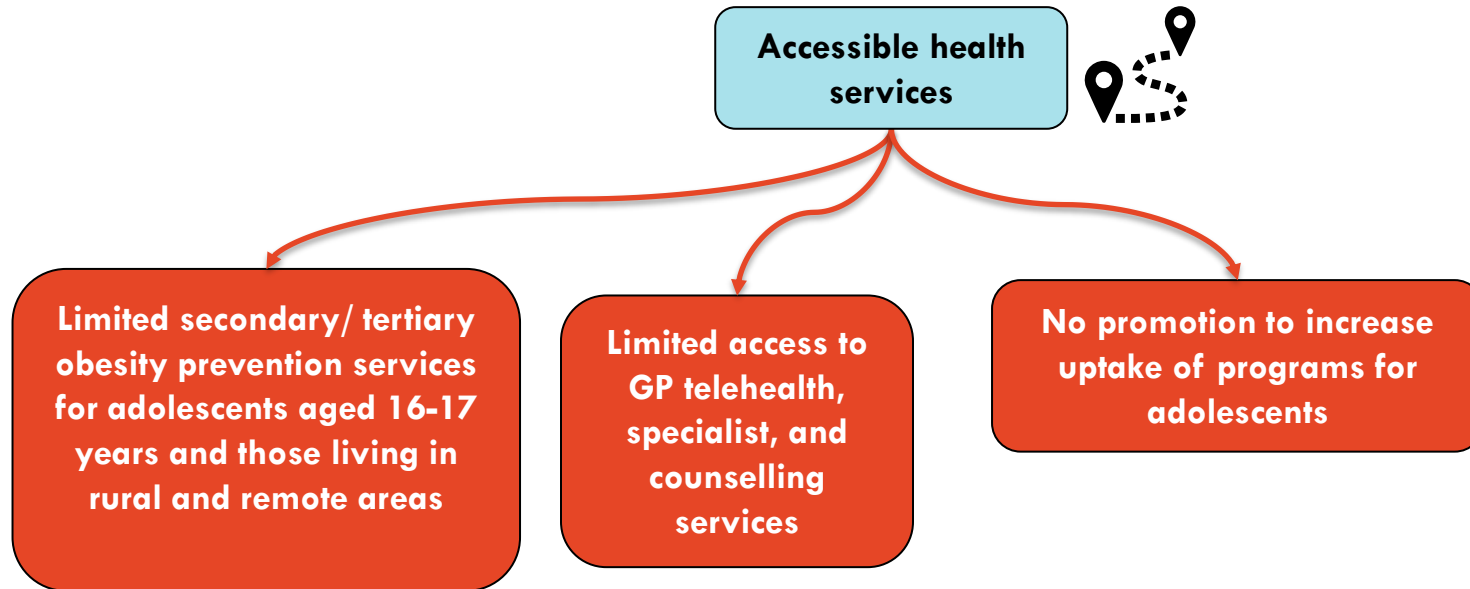 Accessible health
services
Limited secondary/ tertiary
obesity prevention services
for adolescents aged 16-17
years and those living in
rural and remote areas
Limited access to
GP telehealth,
specialist, and
counselling
services
No promotion to increase
uptake of programs for
adolescents